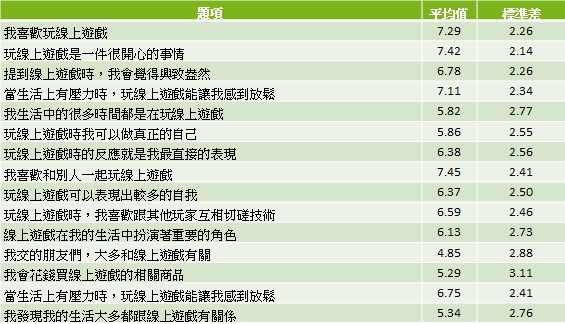 題項 平均值 標準差
我喜歡玩線上遊戲 7.29 2.26
玩線上遊戲是一件很開心的事情 7.42 2.14
提到線上遊戲時，我會覺得興致盎然 6.78 2.26
當生活上有壓力時，玩線上遊戲能讓我感到放鬆 7.11 2.34
我生活中的很多時間都是在玩線上遊戲 5.82 2.77
玩線上遊戲時我可以做真正的自己 5.86 2.55
玩線上遊戲時的反應就是我最直接的表現 6.38 2.56
我喜歡和別人一起玩線上遊戲 7.45 2.41
玩線上遊戲可以表現出較多的自我 6.37 2.50
玩線上遊戲時，我喜歡跟其他玩家互相切磋技術 6.59 2.46
線上遊戲在我的生活中扮演著重要的角色 6.13 2.73
我交的朋友們，大多和線上遊戲有關 4.85 2.88
我會花錢買線上遊戲的相關商品 5.29 3.11
當生活上有壓力時，玩線上遊戲能讓我感到放鬆 6.75 2.41
我發現我的生活大多都跟線上遊戲有關係 5.34 2.76